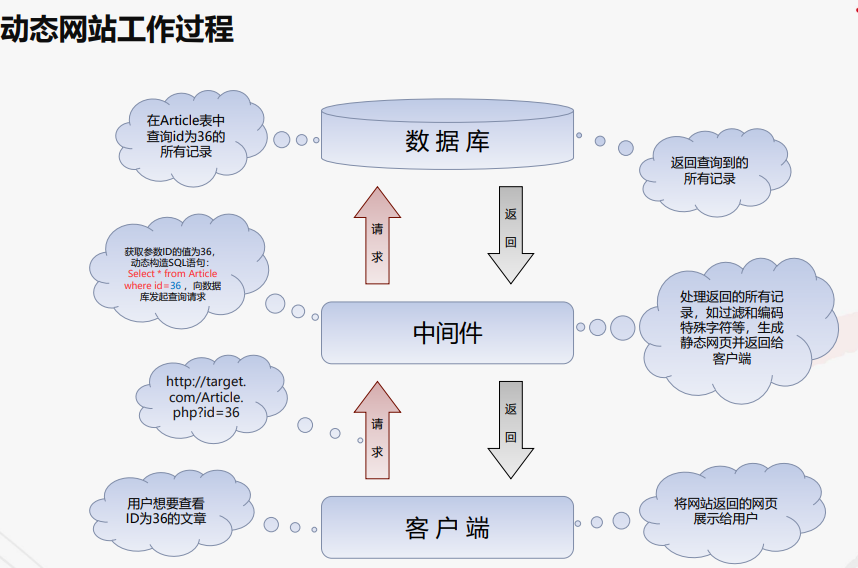 动态网站工作过程
在Article表中
查询id为36的
所有记录
数 据 库
返回查询到的
所有记录
请
求
返
回
获取参数ID的值为36，
动态构造SQL语句：
Select * from Article
where id=36 ，向数据
库发起查询请求
中间件
处理返回的所有记
录，如过滤和编码
特殊字符等，生成
静态网页并返回给
客户端
http://target.
com/Article.
php?id=36
请
求
返
回
用户想要查看
ID为36的文章
客 户 端
将网站返回的网页
展示给用户